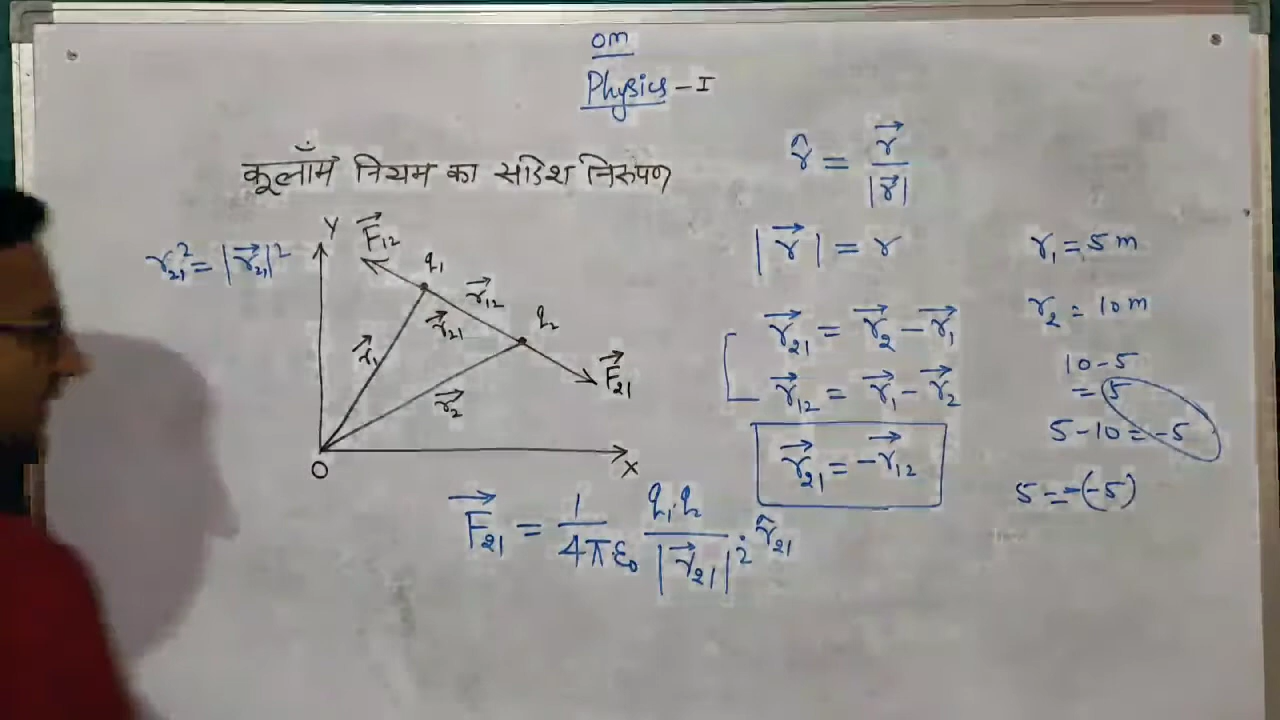 om
Physics - I
कूलॉम नियम का सदिश निरुपण
r₂₁² = |r⃗₂₁|²
Y
F⃗₁₂
q₁
r⃗₁₂
r⃗₂₁
q₂
r⃗₁
r⃗₂
F⃗₂₁
O
X
r̂ = r⃗ / |r⃗|
|r⃗| = r
r⃗₂₁ = r⃗₂ - r⃗₁
r⃗₁₂ = r⃗₁ - r⃗₂
r⃗₂₁ = -r⃗₁₂
r₁ = 5 m
r₂ = 10 m
10 - 5
= 5
5 - 10 = -5
5 = -(-5)
F⃗₂₁ = 1/4πε₀ q₁q₂/|r⃗₂₁|² · r̂₂₁